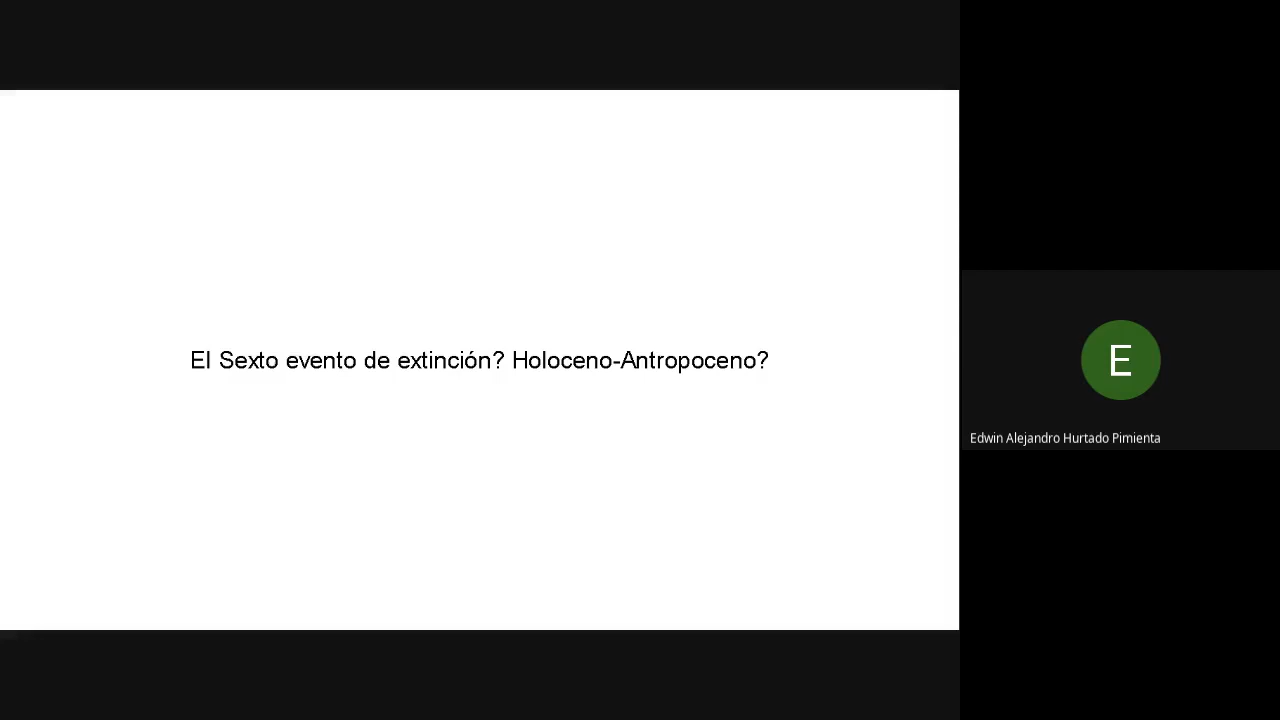 El Sexto evento de extinción? Holoceno-Antropoceno?
E
Edwin Alejandro Hurtado Pimienta